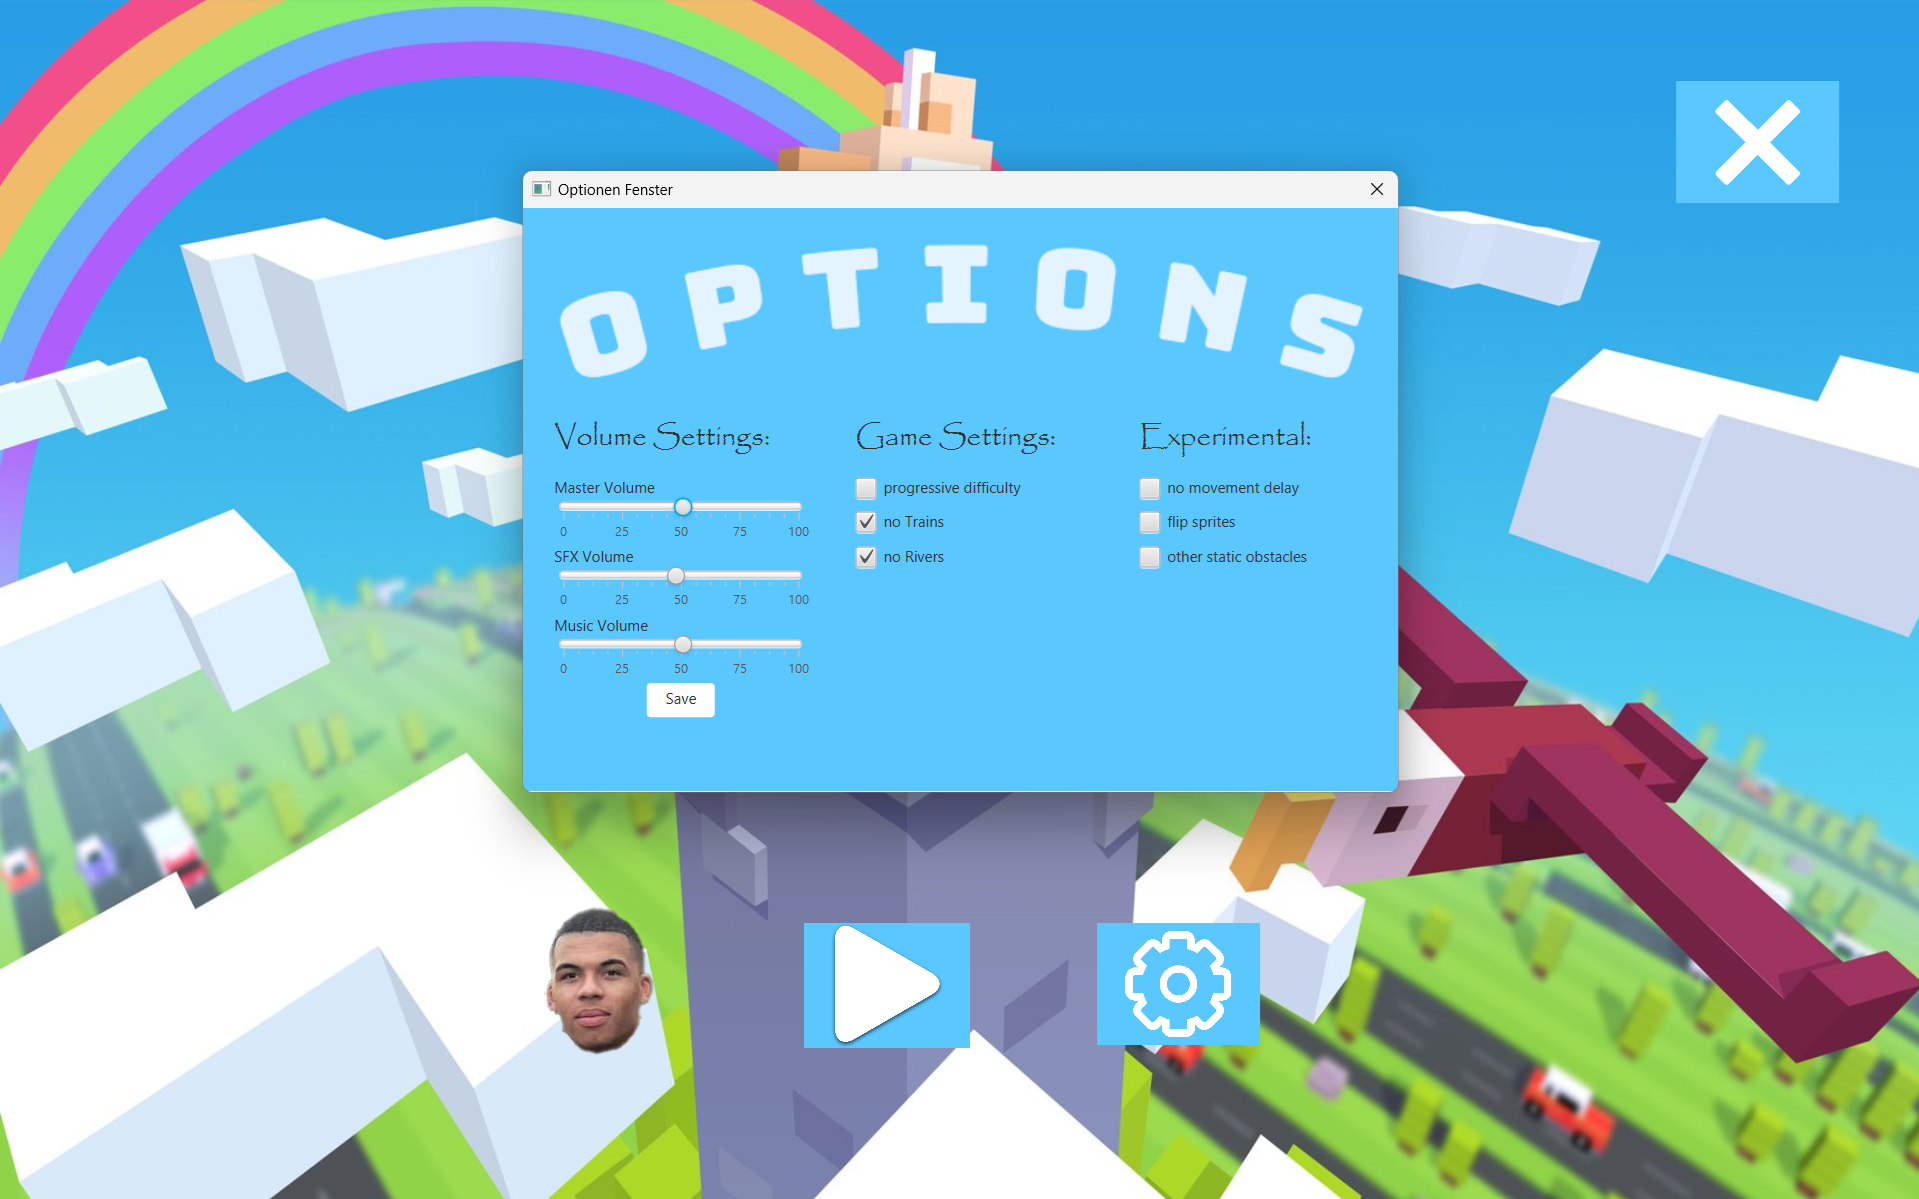 Optionen Fenster
OPTIONS
Volume Settings:
Master Volume
0 25 50 75 100
SFX Volume
0 25 50 75 100
Music Volume
0 25 50 75 100
Save
Game Settings:
progressive difficulty
no Trains
no Rivers
Experimental:
no movement delay
flip sprites
other static obstacles